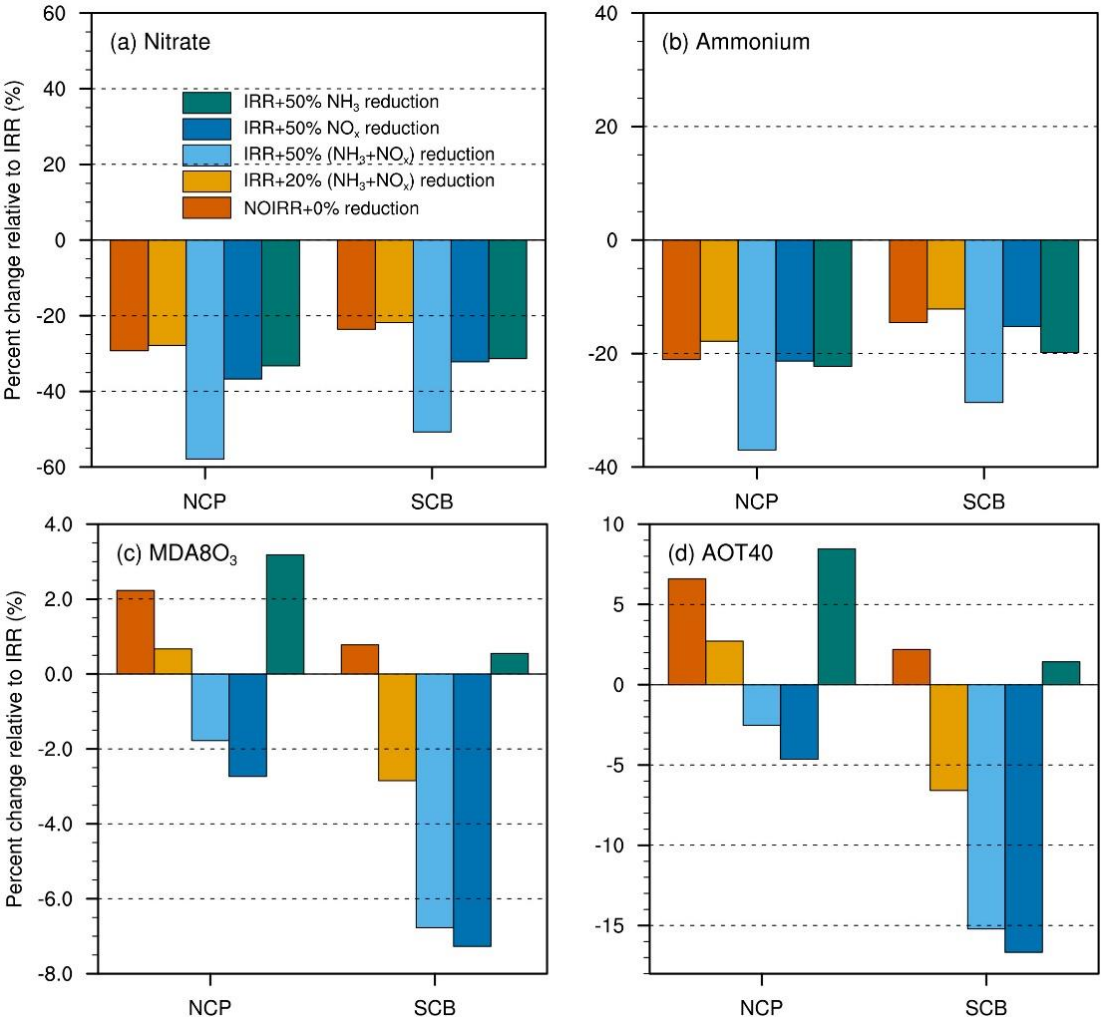 (a) Nitrate
Percent change relative to IRR (%)
60
40
20
0
-20
-40
-60
IRR+50% NH₃ reduction
IRR+50% NOₓ reduction
IRR+50% (NH₃+NOₓ) reduction
IRR+20% (NH₃+NOₓ) reduction
NOIRR+0% reduction
NCP
SCB
(b) Ammonium
40
20
0
-20
-40
NCP
SCB
(c) MDA8O₃
Percent change relative to IRR (%)
4.0
2.0
0.0
-2.0
-4.0
-6.0
-8.0
NCP
SCB
(d) AOT40
10
5
0
-5
-10
-15
NCP
SCB